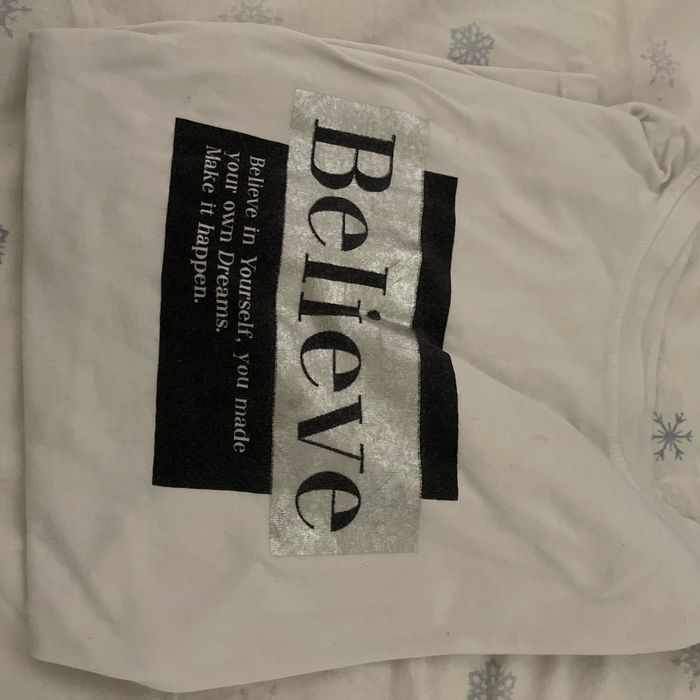 Believe
Believe in Yourself, you made
your own Dreams.
Make it happen.